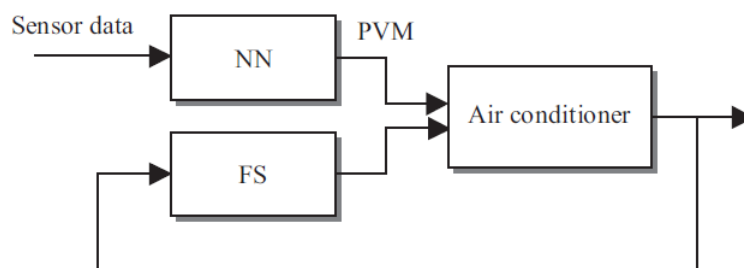 Sensor data
PVM
NN
Air conditioner
FS